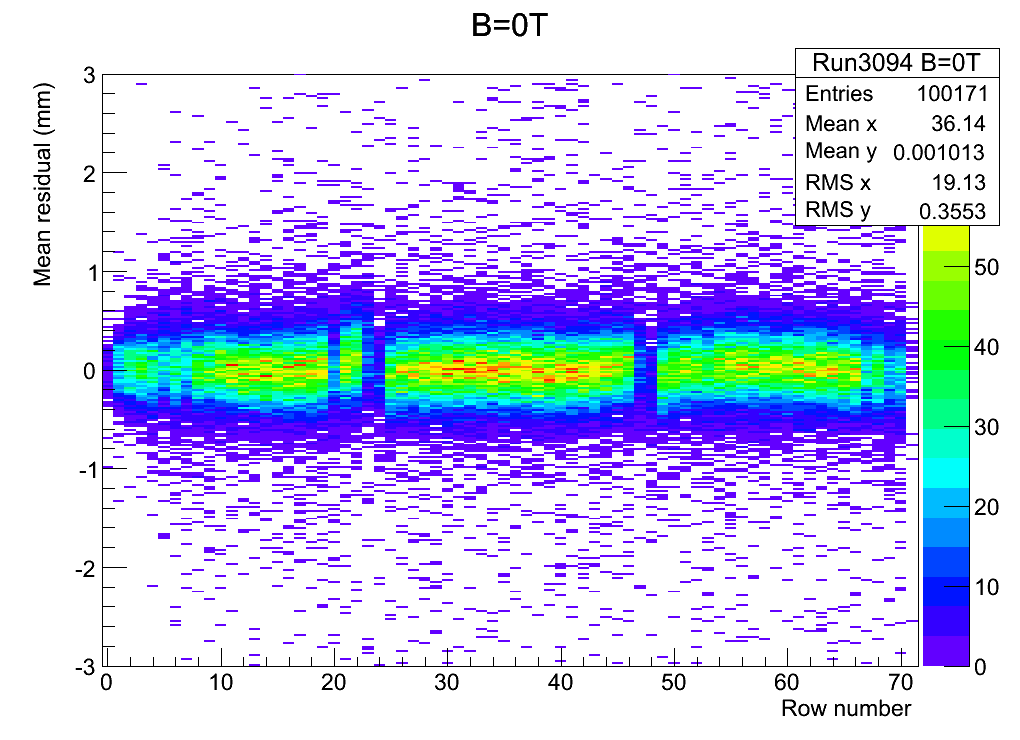 B=0T
Run3094 B=0T
Entries 100171
Mean x 36.14
Mean y 0.001013
RMS x 19.13
RMS y 0.3553
Mean residual (mm)
3
2
1
0
-1
-2
-3
0 10 20 30 40 50 60 70
Row number
50
40
30
20
10
0